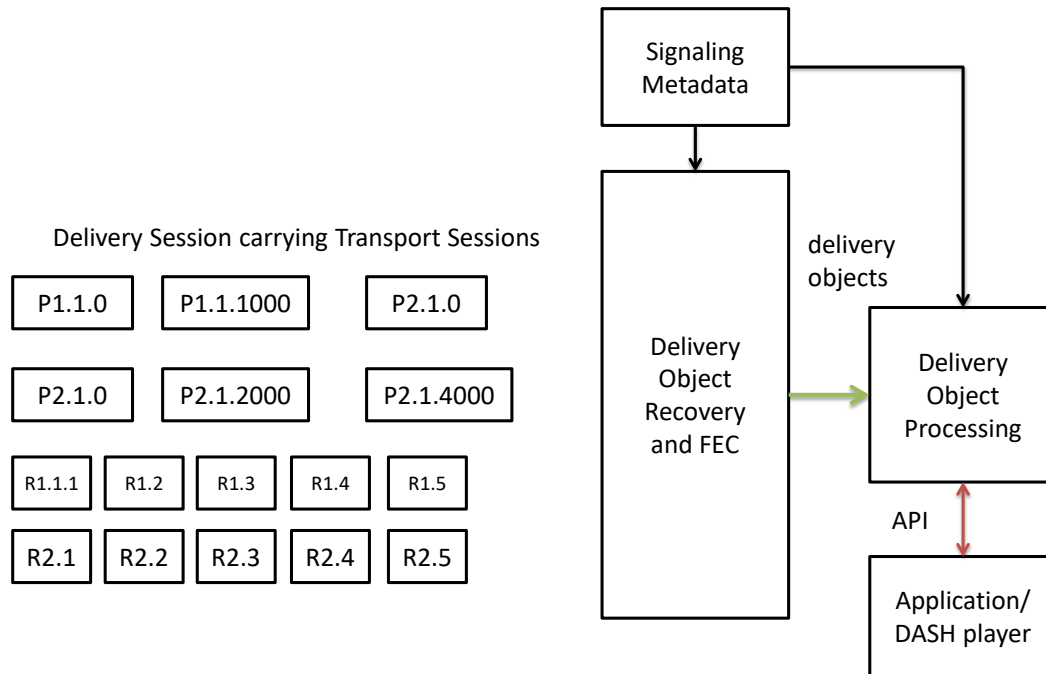 Signaling
Metadata
Delivery Session carrying Transport Sessions
P1.1.0
P1.1.1000
P2.1.0
P2.1.0
P2.1.2000
P2.1.4000
R1.1.1
R1.2
R1.3
R1.4
R1.5
R2.1
R2.2
R2.3
R2.4
R2.5
Delivery
Object
Recovery
and FEC
delivery
objects
Delivery
Object
Processing
API
Application/
DASH player